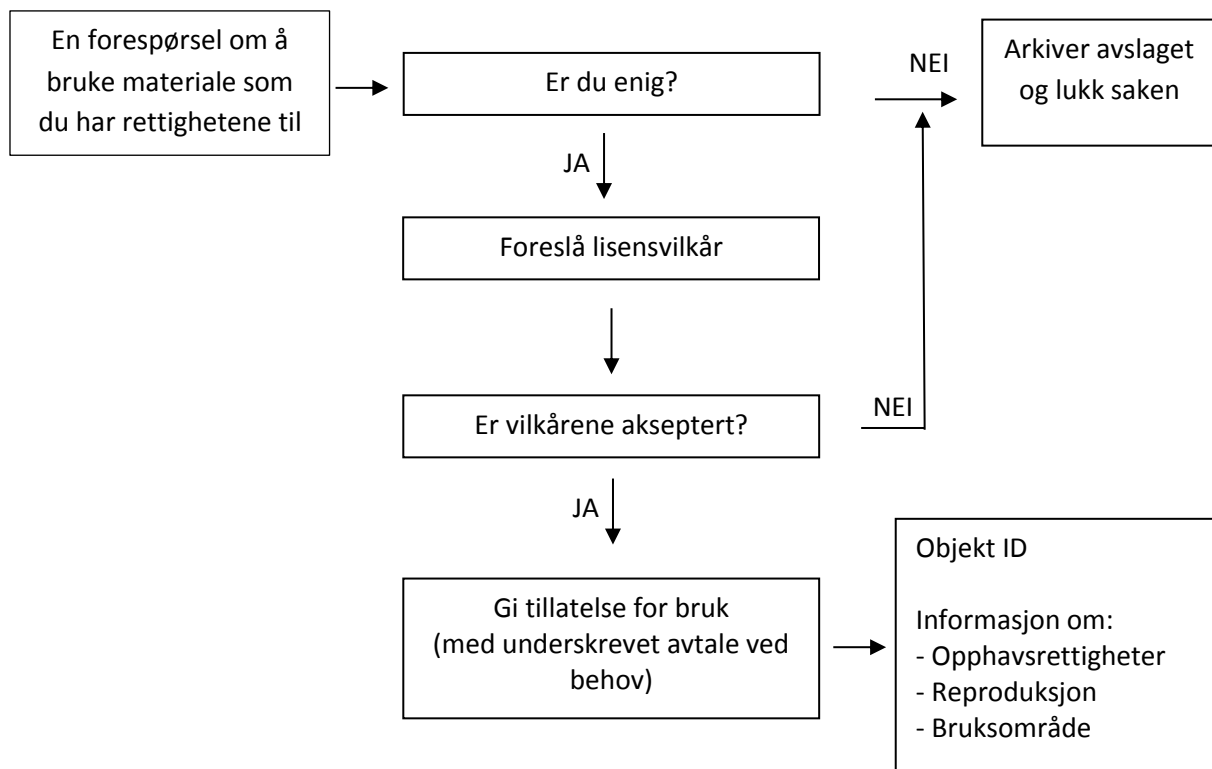 En forespørsel om å
bruke materiale som
du har rettighetene til
Er du enig?
NEI
Arkiver avslaget
og lukk saken
JA
Foreslå lisensvilkår
Er vilkårene akseptert?
NEI
JA
Gi tillatelse for bruk
(med underskrevet avtale ved
behov)
Objekt ID
Informasjon om:
- Opphavsrettigheter
- Reproduksjon
- Bruksområde